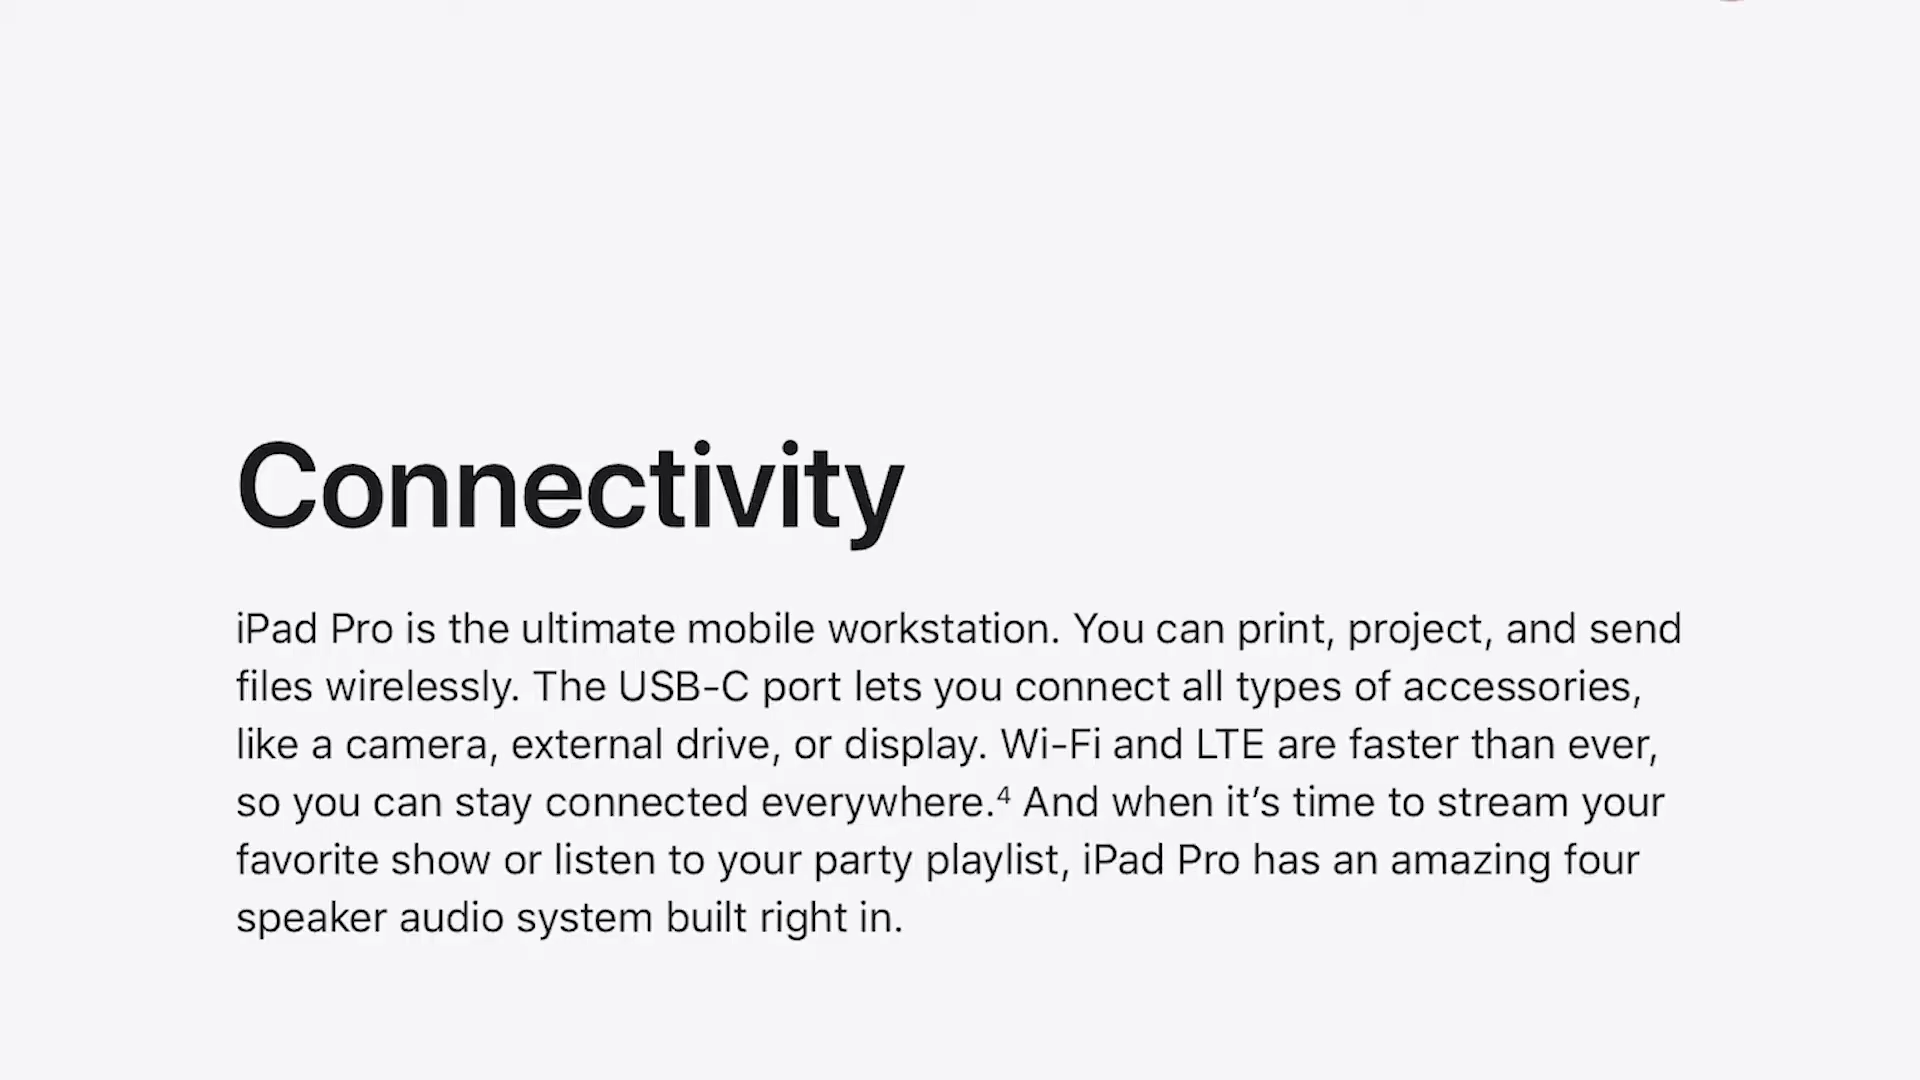 Connectivity
iPad Pro is the ultimate mobile workstation. You can print, project, and send
files wirelessly. The USB-C port lets you connect all types of accessories,
like a camera, external drive, or display. Wi-Fi and LTE are faster than ever,
so you can stay connected everywhere.⁴ And when it’s time to stream your
favorite show or listen to your party playlist, iPad Pro has an amazing four
speaker audio system built right in.